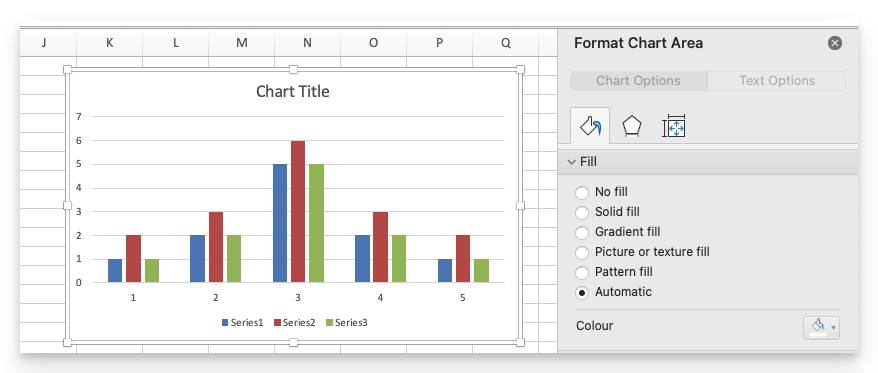 J K L M N O P Q
Format Chart Area
Chart Options Text Options
Chart Title
7
6
5
4
3
2
1
0
1 2 3 4 5
Series1 Series2 Series3
Fill
No fill
Solid fill
Gradient fill
Picture or texture fill
Pattern fill
Automatic
Colour